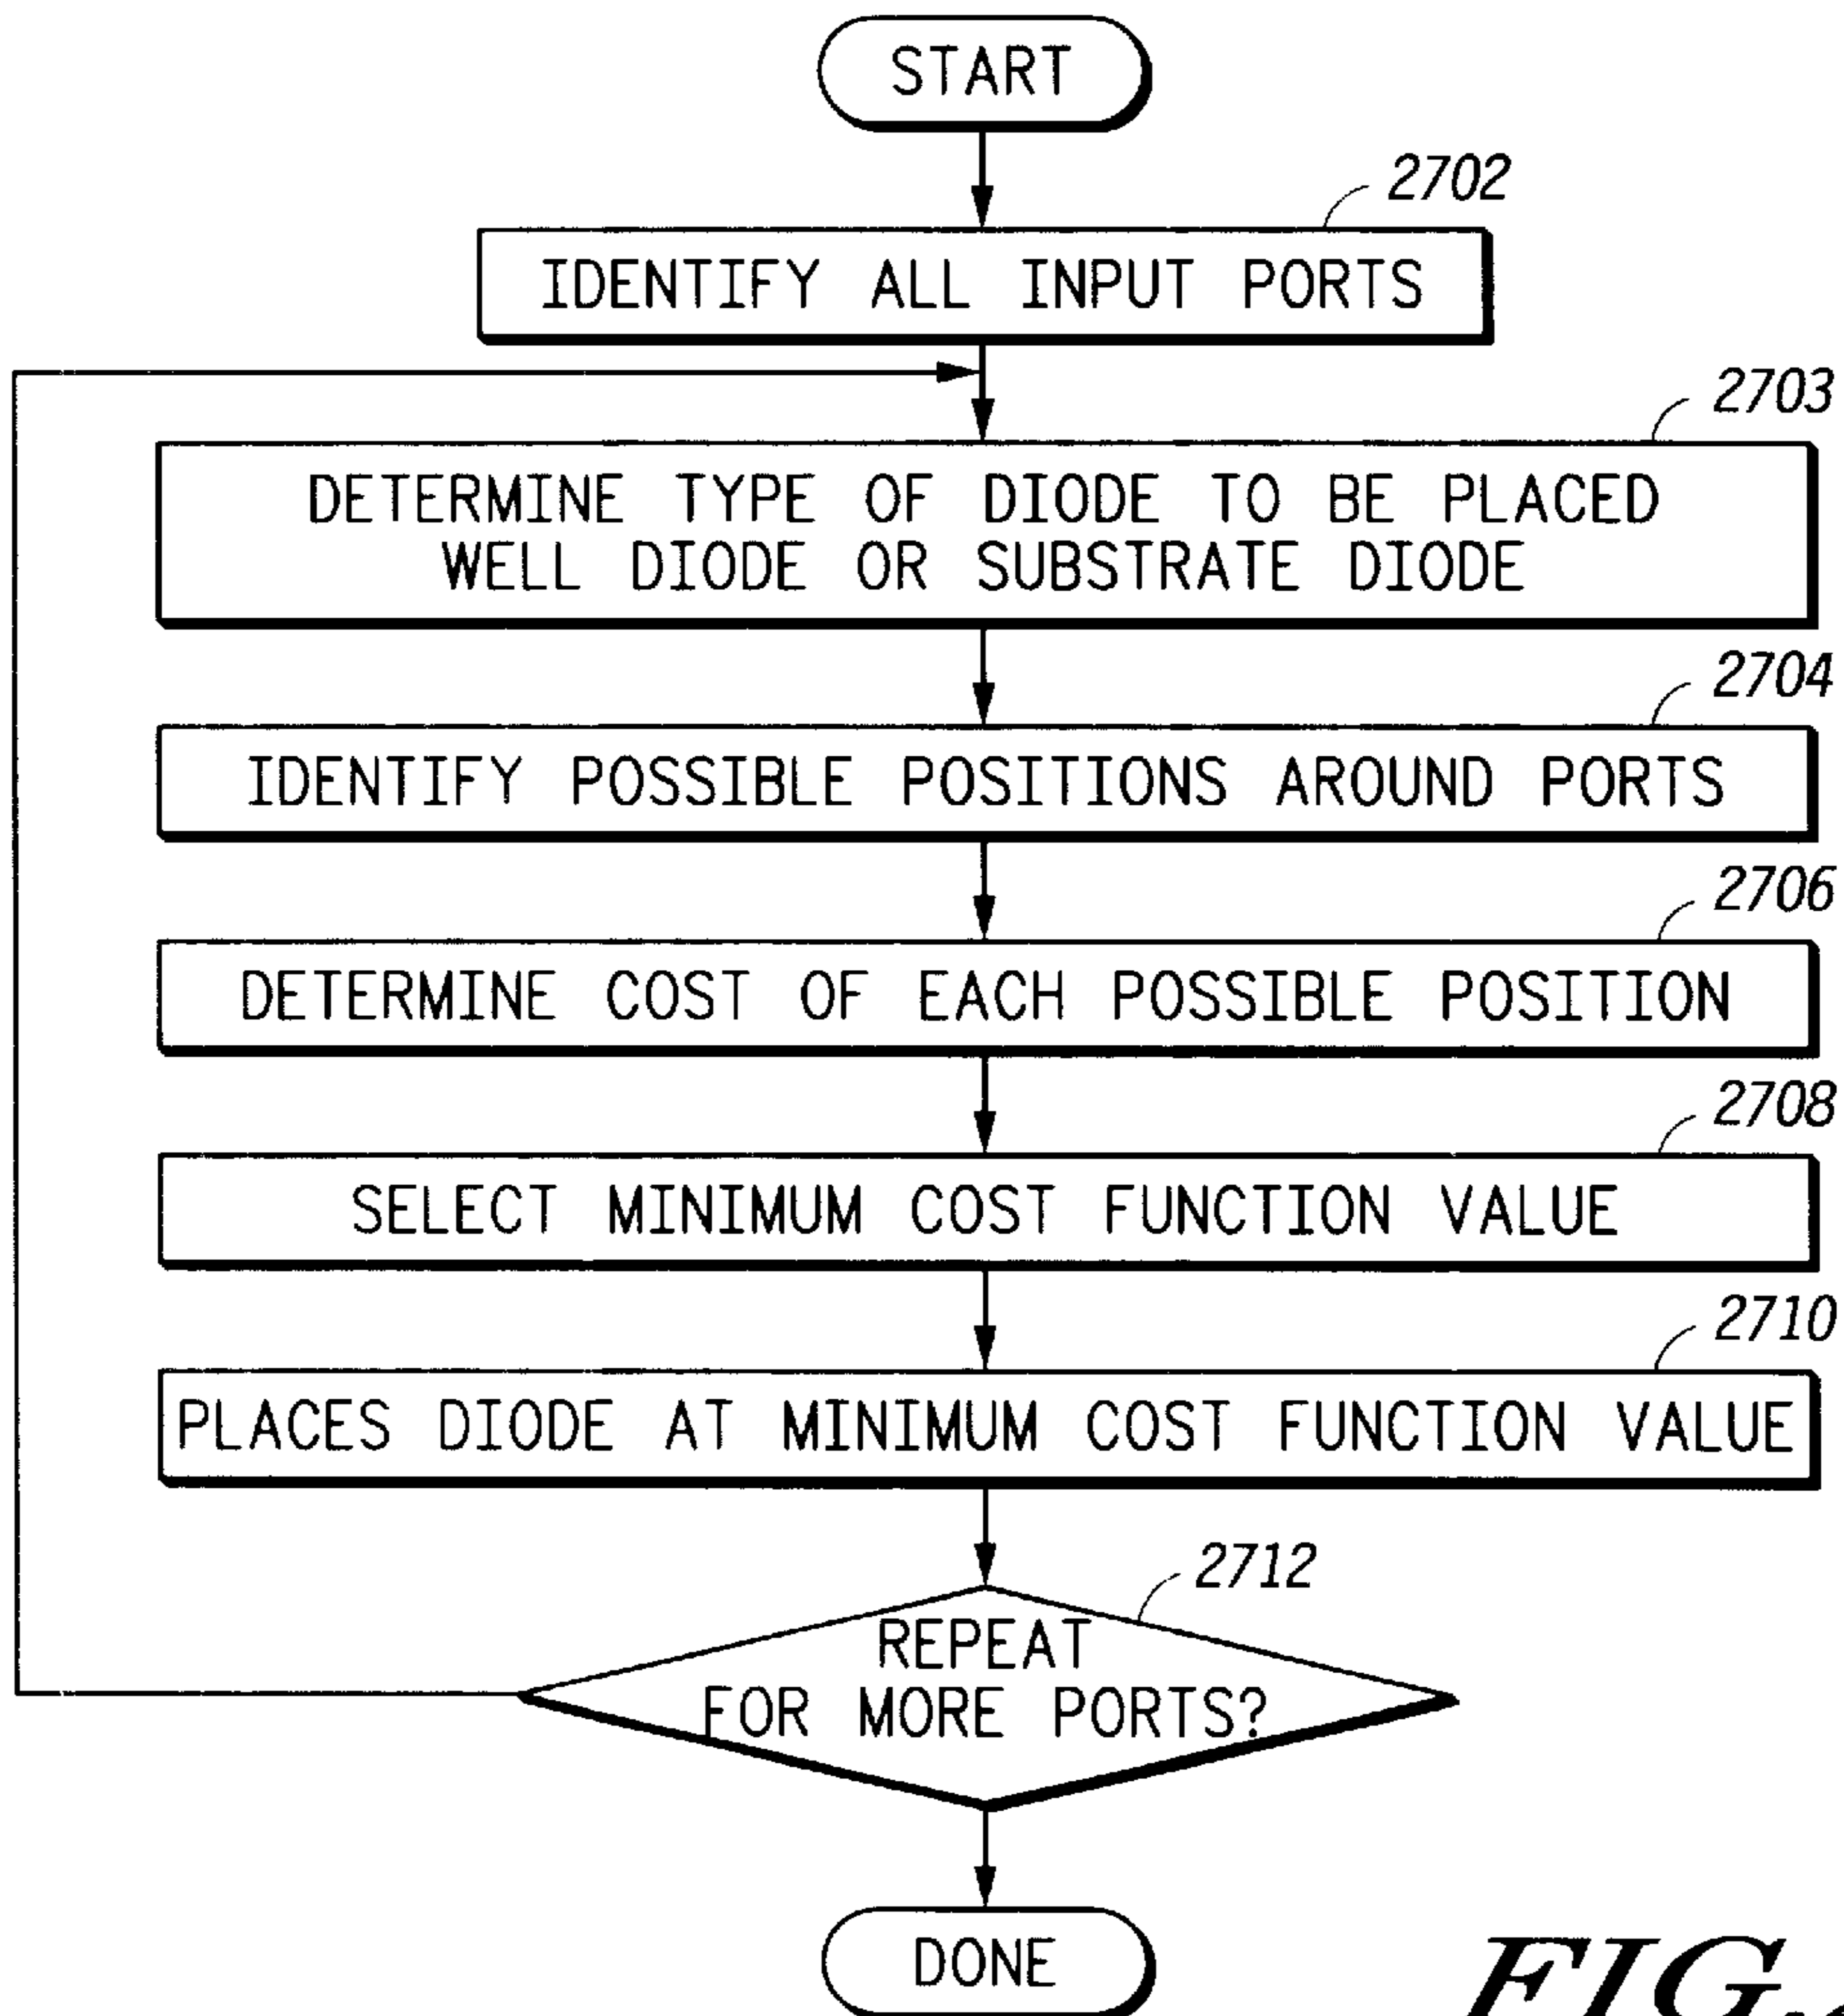 START
2702
IDENTIFY ALL INPUT PORTS
2703
DETERMINE TYPE OF DIODE TO BE PLACED
WELL DIODE OR SUBSTRATE DIODE
2704
IDENTIFY POSSIBLE POSITIONS AROUND PORTS
2706
DETERMINE COST OF EACH POSSIBLE POSITION
2708
SELECT MINIMUM COST FUNCTION VALUE
2710
PLACES DIODE AT MINIMUM COST FUNCTION VALUE
2712
REPEAT
FOR MORE PORTS?
DONE
FIG.